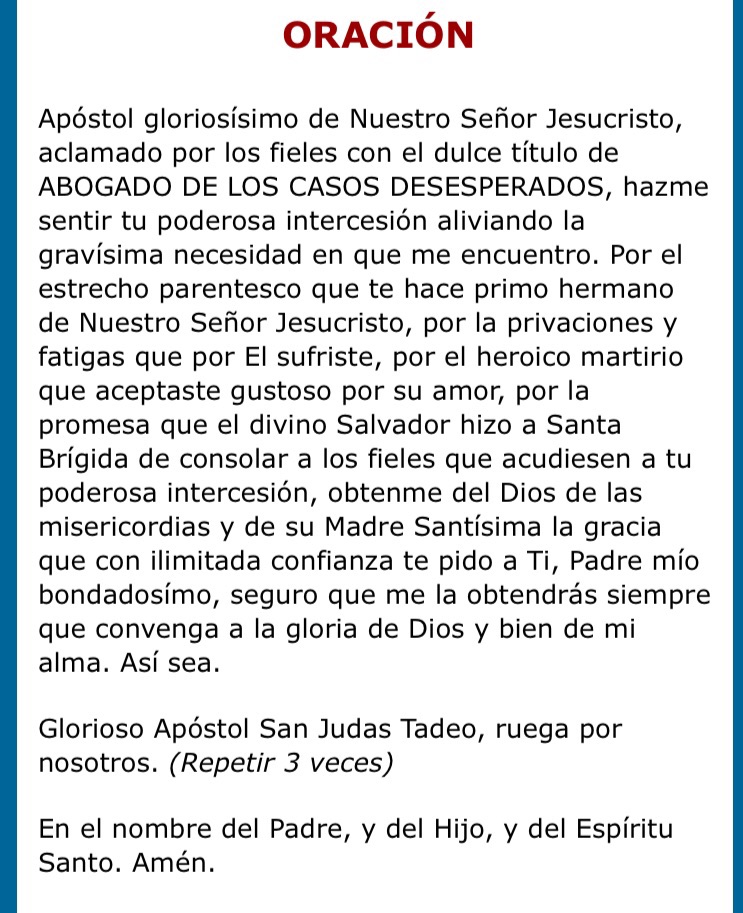 ORACIÓN
Apóstol gloriosísimo de Nuestro Señor Jesucristo,
aclamado por los fieles con el dulce título de
ABOGADO DE LOS CASOS DESESPERADOS, hazme
sentir tu poderosa intercesión aliviando la
gravísima necesidad en que me encuentro. Por el
estrecho parentesco que te hace primo hermano
de Nuestro Señor Jesucristo, por la privaciones y
fatigas que por El sufriste, por el heroico martirio
que aceptaste gustoso por su amor, por la
promesa que el divino Salvador hizo a Santa
Brígida de consolar a los fieles que acudiesen a tu
poderosa intercesión, obtenme del Dios de las
misericordias y de su Madre Santísima la gracia
que con ilimitada confianza te pido a Ti, Padre mío
bondadosímo, seguro que me la obtendrás siempre
que convenga a la gloria de Dios y bien de mi
alma. Así sea.
Glorioso Apóstol San Judas Tadeo, ruega por
nosotros. (Repetir 3 veces)
En el nombre del Padre, y del Hijo, y del Espíritu
Santo. Amén.